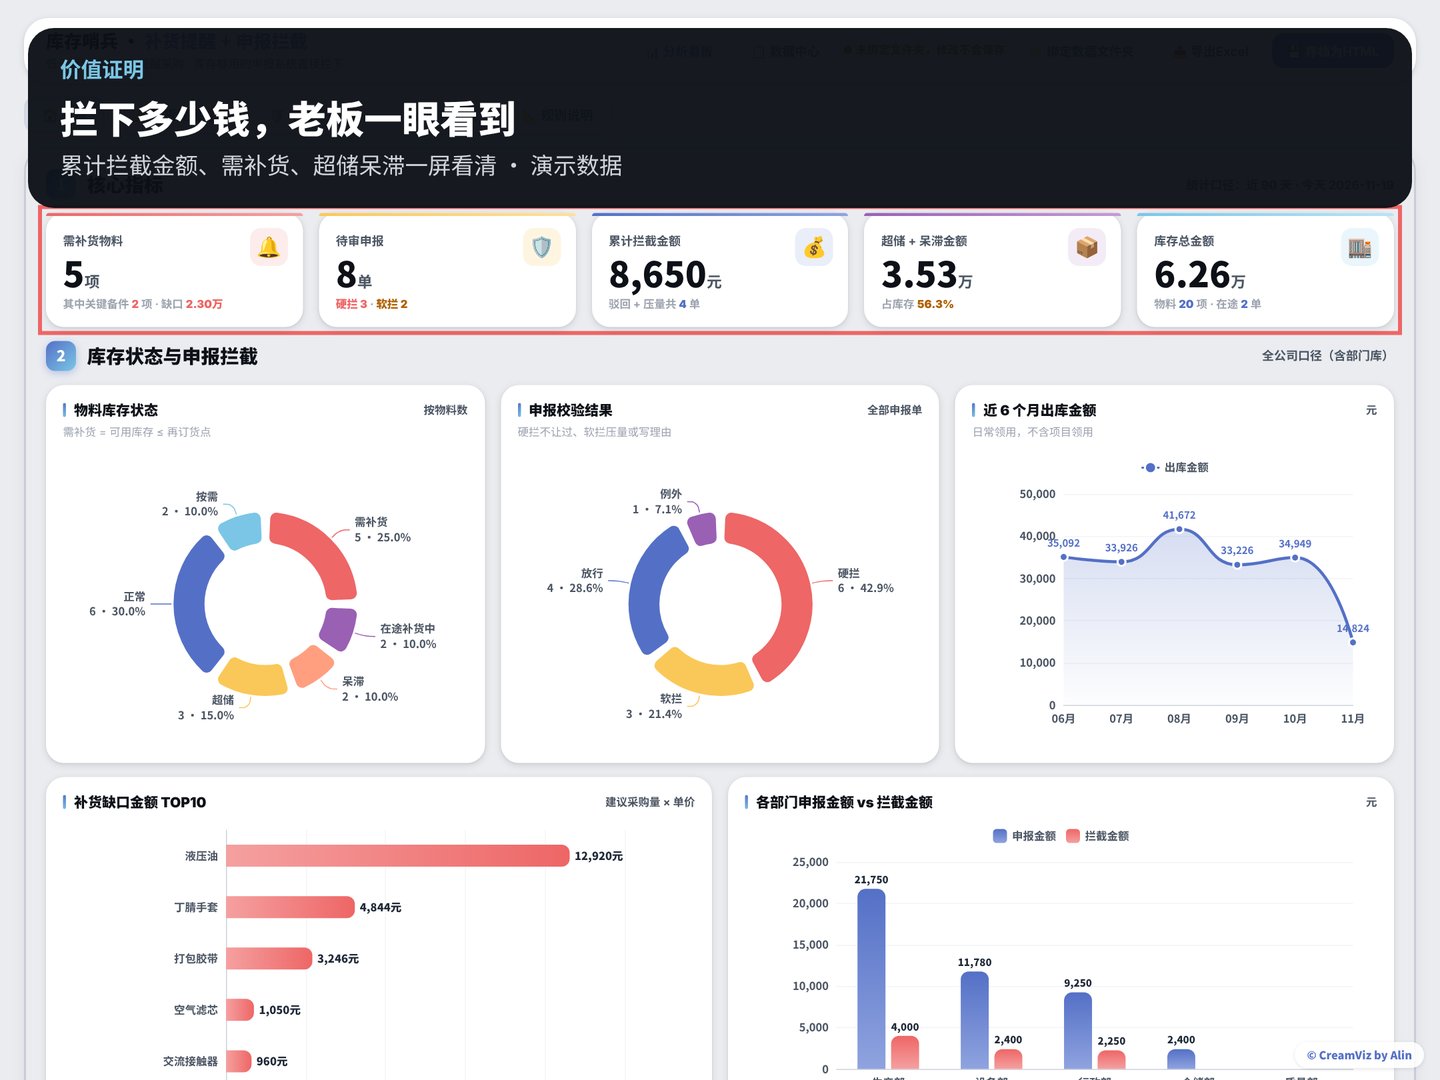 价值证明
拦下多少钱，老板一眼看到
累计拦截金额、需补货、超储呆滞一屏看清 · 演示数据
需补货物料
5项
其中关键备件 2 项 · 缺口 2.30万
待审申报
8单
硬拦 3 · 软拦 2
累计拦截金额
8,650元
驳回 + 压量共 4 单
超储 + 呆滞金额
3.53万
占库存 56.3%
库存总金额
6.26万
物料 20 项 · 在途 2 单
2 库存状态与申报拦截
全公司口径（含部门库）
物料库存状态
按物料数
需补货 = 可用库存 ≤ 再订货点
按需
2 · 10.0%
需补货
5 · 25.0%
正常
6 · 30.0%
在途补货中
2 · 10.0%
呆滞
2 · 10.0%
超储
3 · 15.0%
申报校验结果
全部申报单
硬拦不让过、软拦压量或写理由
例外
1 · 7.1%
放行
4 · 28.6%
硬拦
6 · 42.9%
软拦
3 · 21.4%
近 6 个月出库金额
元
日常领用，不含项目领用
出库金额
50,000
40,000
30,000
20,000
10,000
0
35,092
33,926
41,672
33,226
34,949
14,824
06月
07月
08月
09月
10月
11月
补货缺口金额 TOP10
建议采购量 × 单价
液压油
12,920元
丁腈手套
4,844元
打包胶带
3,246元
空气滤芯
1,050元
交流接触器
960元
各部门申报金额 vs 拦截金额
元
申报金额
拦截金额
25,000
20,000
15,000
10,000
5,000
0
21,750
4,000
11,780
2,400
9,250
2,250
2,400
© CreamViz by Alin